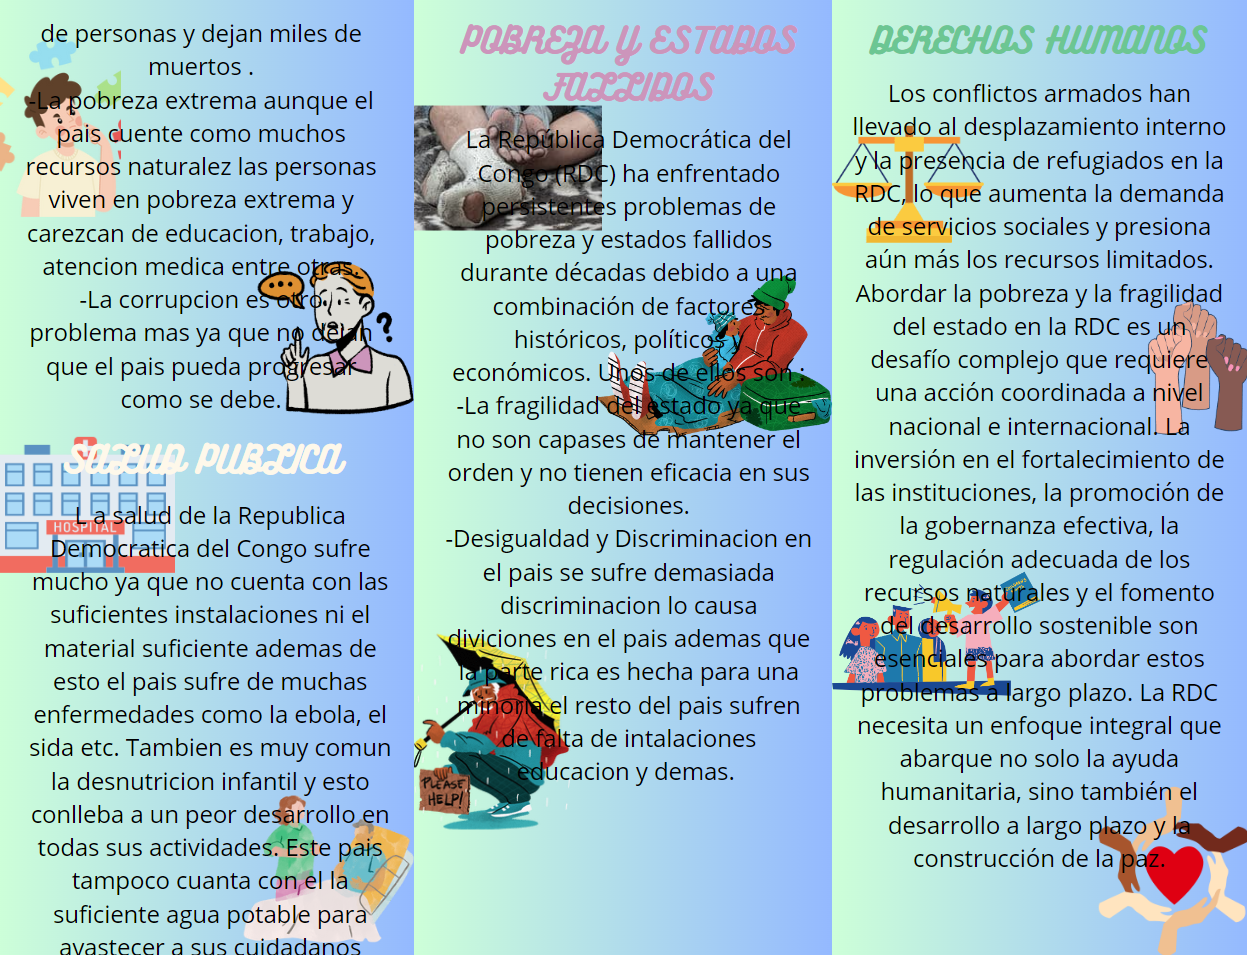 de personas y dejan miles de
muertos .
-La pobreza extrema aunque el
pais cuente como muchos
recursos naturalez las personas
viven en pobreza extrema y
carezcan de educacion, trabajo,
atencion medica entre otras.
-La corrupcion es otro
problema mas ya que no dejan
que el pais pueda progresar
como se debe.
SALUD PUBLICA
HOSPITAL
L a salud de la Republica
Democratica del Congo sufre
mucho ya que no cuenta con las
suficientes instalaciones ni el
material suficiente ademas de
esto el pais sufre de muchas
enfermedades como la ebola, el
sida etc. Tambien es muy comun
la desnutricion infantil y esto
conlleba a un peor desarrollo en
todas sus actividades. Este pais
tampoco cuanta con el la
suficiente agua potable para
avastecer a sus cuidadanos
POBREZA Y ESTADOS
FALLIDOS
La República Democrática del
Congo (RDC) ha enfrentado
persistentes problemas de
pobreza y estados fallidos
durante décadas debido a una
combinación de factores
históricos, políticos y
económicos. Unos de ellos son :
-La fragilidad del estado ya que
no son capases de mantener el
orden y no tienen eficacia en sus
decisiones.
-Desigualdad y Discriminacion en
el pais se sufre demasiada
discriminacion lo causa
diviciones en el pais ademas que
la parte rica es hecha para una
minoria el resto del pais sufren
de falta de intalaciones
educacion y demas.
PLEASE
HELP!
DERECHOS HUMANOS
Los conflictos armados han
llevado al desplazamiento interno
y la presencia de refugiados en la
RDC, lo que aumenta la demanda
de servicios sociales y presiona
aún más los recursos limitados.
Abordar la pobreza y la fragilidad
del estado en la RDC es un
desafío complejo que requiere
una acción coordinada a nivel
nacional e internacional. La
inversión en el fortalecimiento de
las instituciones, la promoción de
la gobernanza efectiva, la
regulación adecuada de los
recursos naturales y el fomento
del desarrollo sostenible son
esenciales para abordar estos
problemas a largo plazo. La RDC
necesita un enfoque integral que
abarque no solo la ayuda
humanitaria, sino también el
desarrollo a largo plazo y la
construcción de la paz.